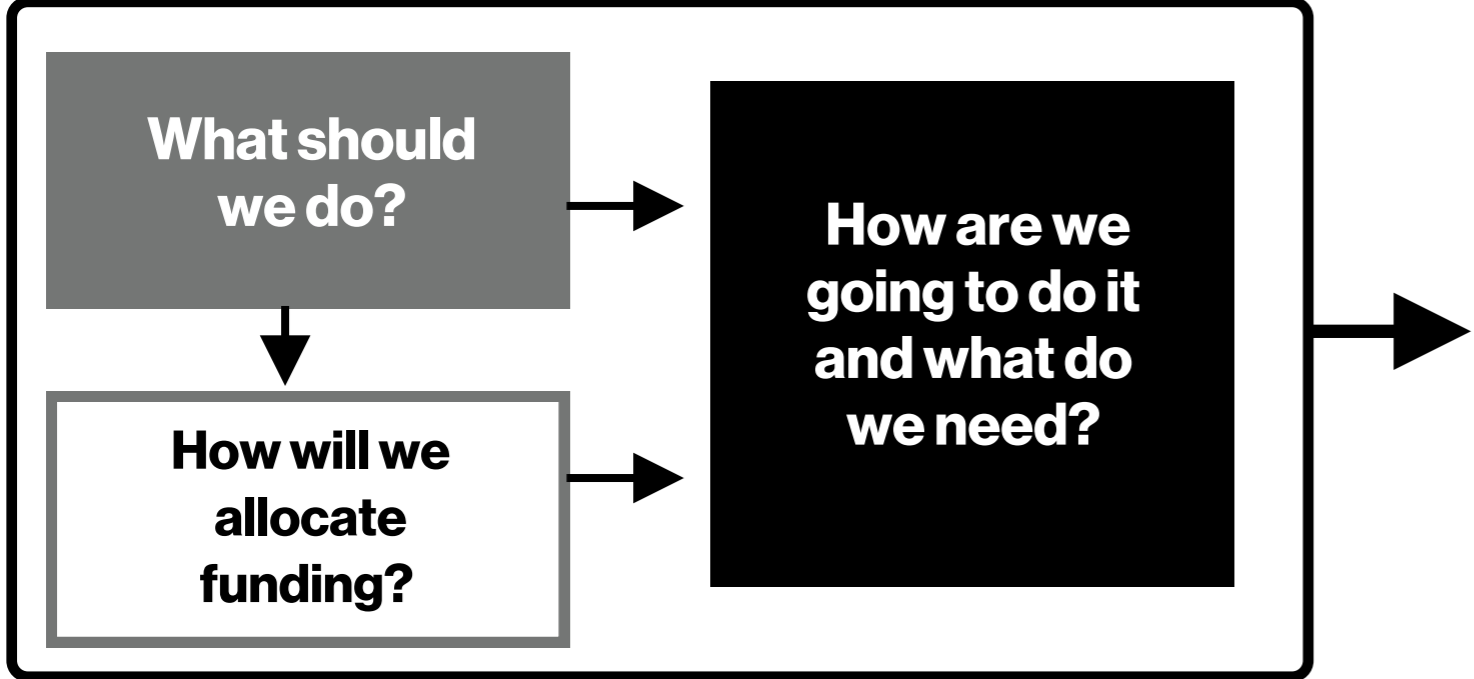 What should
we do?
How will we
allocate
funding?
How are we
going to do it
and what do
we need?